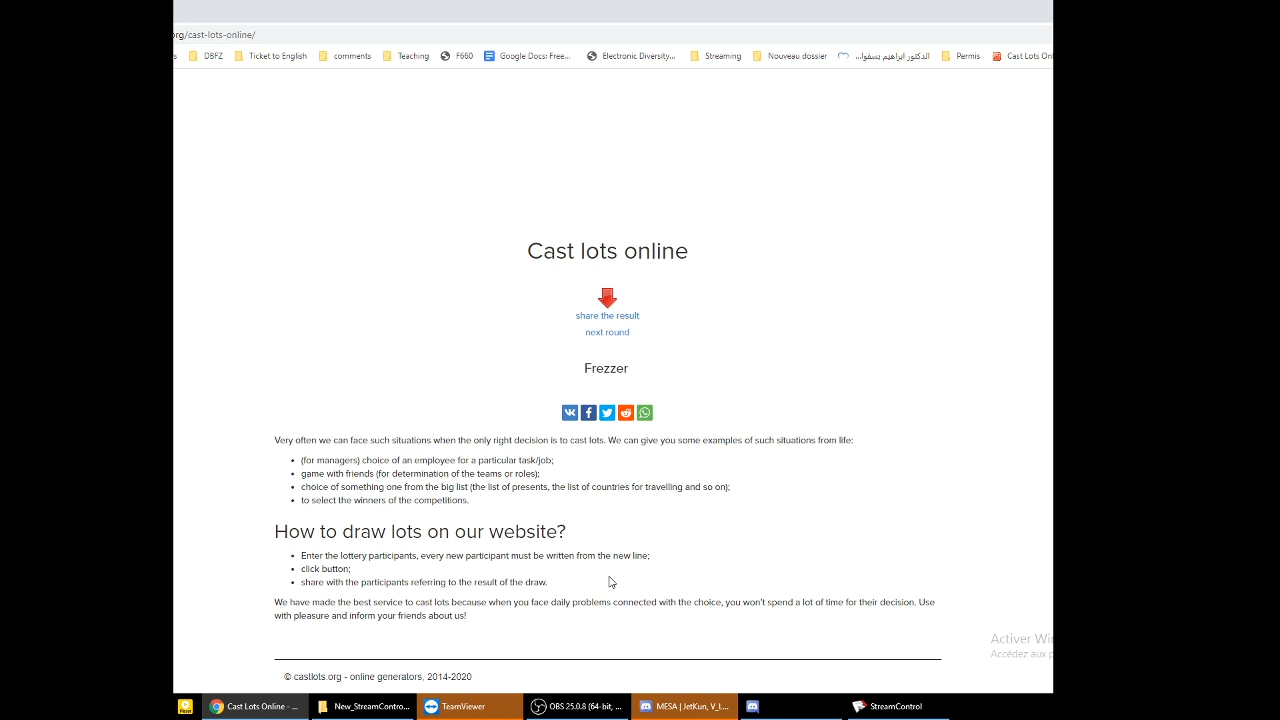 org/cast-lots-online/
s DBFZ Ticket to English comments Teaching F660 Google Docs: Free... Electronic Diversity... Streaming Nouveau dossier الدكتور ابراهيم بسقوا... Permis Cast Lots Onl
Cast lots online
share the result
next round
Frezzer
Very often we can face such situations when the only right decision is to cast lots. We can give you some examples of such situations from life:
• (for managers) choice of an employee for a particular task/job;
• game with friends (for determination of the teams or roles);
• choice of something one from the big list (the list of presents, the list of countries for travelling and so on);
• to select the winners of the competitions.
How to draw lots on our website?
• Enter the lottery participants, every new participant must be written from the new line;
• click button;
• share with the participants referring to the result of the draw.
We have made the best service to cast lots because when you face daily problems connected with the choice, you won't spend a lot of time for their decision. Use
with pleasure and inform your friends about us!
Activer Wi
Accédez aux p
© castlots.org - online generators, 2014-2020
Cast Lots Online - ... New_StreamContro... TeamViewer OBS 25.0.8 (64-bit, ... MESA | JetKun, V_L... StreamControl